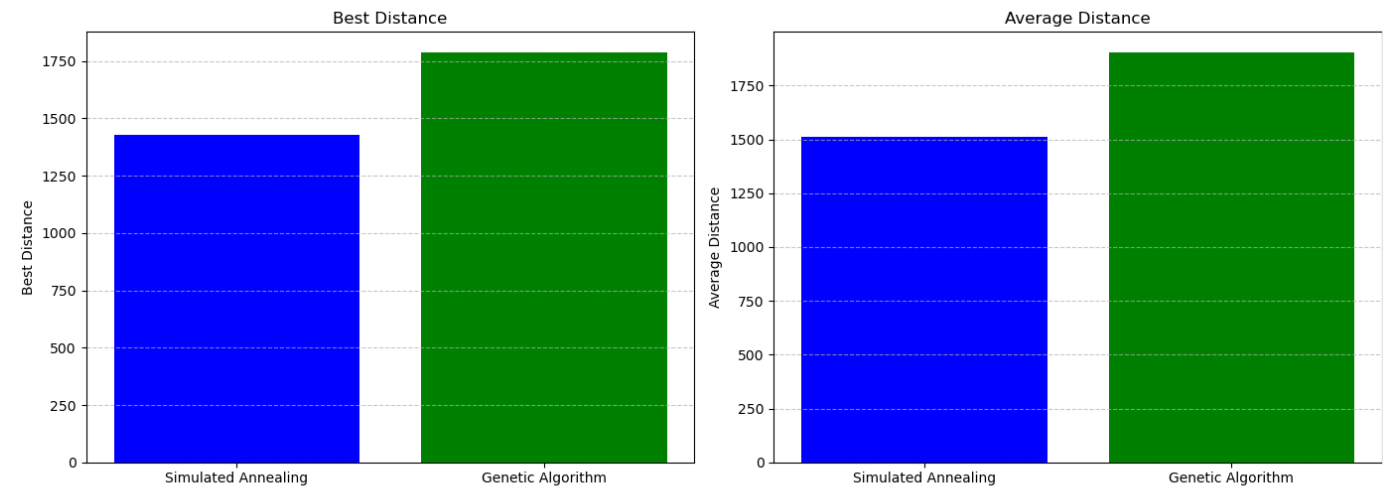 Best Distance
Best Distance
1750
1500
1250
1000
750
500
250
0
Simulated Annealing
Genetic Algorithm
Average Distance
Average Distance
1750
1500
1250
1000
750
500
250
0
Simulated Annealing
Genetic Algorithm